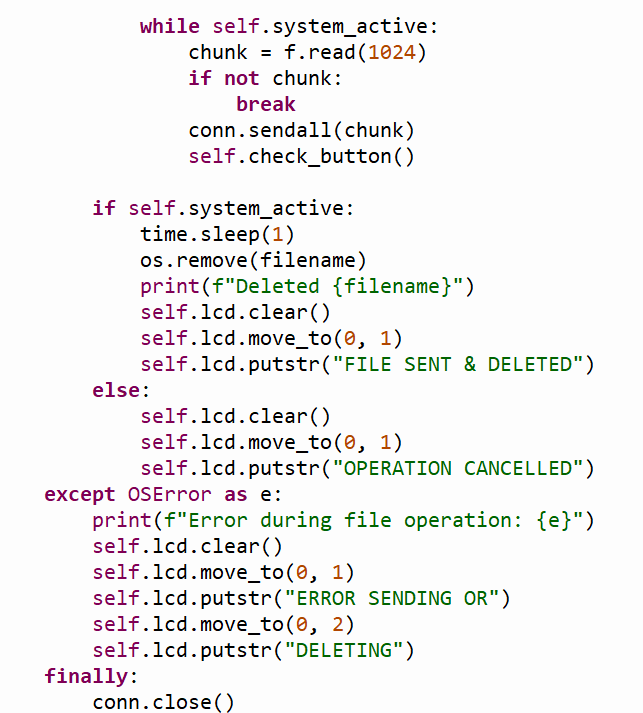 while self.system_active:
            chunk = f.read(1024)
            if not chunk:
                break
            conn.sendall(chunk)
            self.check_button()

    if self.system_active:
        time.sleep(1)
        os.remove(filename)
        print(f"Deleted {filename}")
        self.lcd.clear()
        self.lcd.move_to(0, 1)
        self.lcd.putstr("FILE SENT & DELETED")
    else:
        self.lcd.clear()
        self.lcd.move_to(0, 1)
        self.lcd.putstr("OPERATION CANCELLED")
except OSError as e:
    print(f"Error during file operation: {e}")
    self.lcd.clear()
    self.lcd.move_to(0, 1)
    self.lcd.putstr("ERROR SENDING OR")
    self.lcd.move_to(0, 2)
    self.lcd.putstr("DELETING")
finally:
    conn.close()